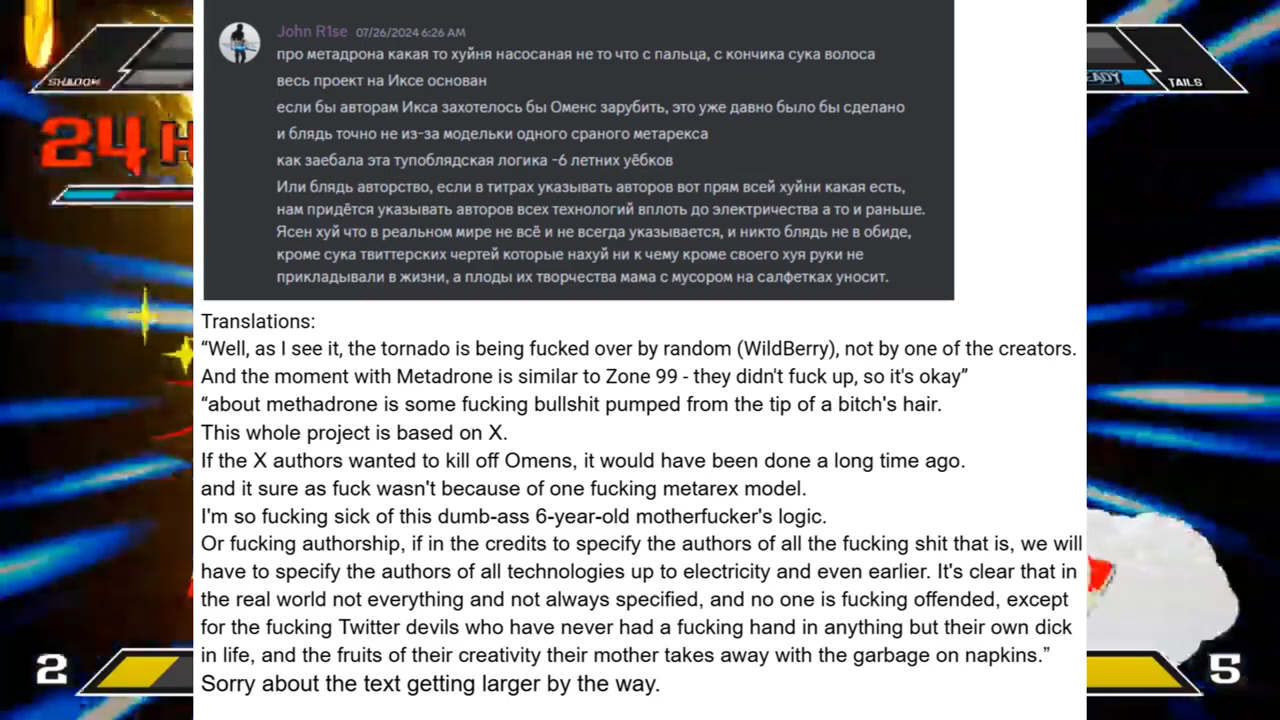 John R1se 07/26/2024 6:26 AM
про метадрона какая то хуйня насосаная не то что с пальца, с кончика сука волоса
весь проект на Иксе основан
если бы авторам Икса захотелось бы Оменс зарубить, это уже давно было бы сделано
и блядь точно не из-за модельки одного сраного метарекса
как заебала эта тупоблядская логика -6 летних уёбков
Или блядь авторство, если в титрах указывать авторов вот прям всей хуйни какая есть,
нам придётся указывать авторов всех технологий вплоть до электричества а то и раньше.
Ясен хуй что в реальном мире не всё и не всегда указывается, и никто блядь не в обиде,
кроме сука твиттерских чертей которые нахуй ни к чему кроме своего хуя руки не
прикладывали в жизни, а плоды их творчества мама с мусором на салфетках уносит.
SHADOW
EADY
TAILS
24 H
Translations:
“Well, as I see it, the tornado is being fucked over by random (WildBerry), not by one of the creators.
And the moment with Metadrone is similar to Zone 99 - they didn't fuck up, so it's okay”
“about methadrone is some fucking bullshit pumped from the tip of a bitch's hair.
This whole project is based on X.
If the X authors wanted to kill off Omens, it would have been done a long time ago.
and it sure as fuck wasn't because of one fucking metarex model.
I'm so fucking sick of this dumb-ass 6-year-old motherfucker's logic.
Or fucking authorship, if in the credits to specify the authors of all the fucking shit that is, we will
have to specify the authors of all technologies up to electricity and even earlier. It's clear that in
the real world not everything and not always specified, and no one is fucking offended, except
for the fucking Twitter devils who have never had a fucking hand in anything but their own dick
in life, and the fruits of their creativity their mother takes away with the garbage on napkins.”
Sorry about the text getting larger by the way.
2
5